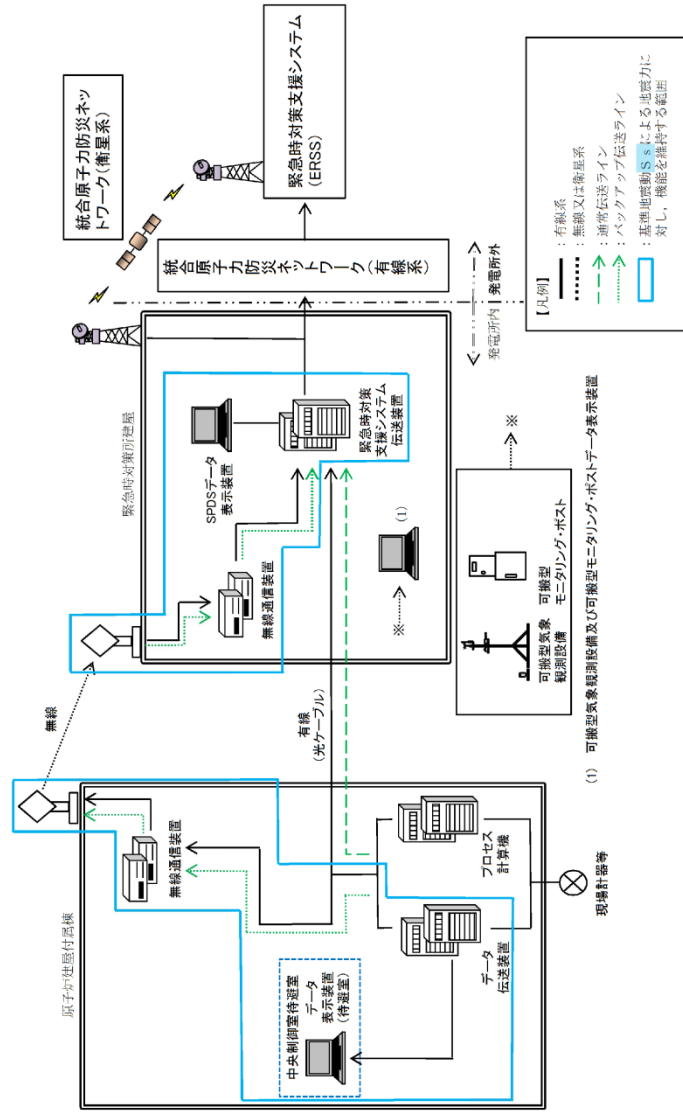 原子炉建屋付属棟
無線通信装置
中央制御室待避室
データ
表示装置
(待避室)
データ
伝送装置
プロセス
計算機
現場計器等
無線
有線
(光ケーブル)
緊急時対策所建屋
無線通信装置
SPDSデータ
表示装置
緊急時対策
支援システム
伝送装置
※
(1)
可搬型気象
観測設備
可搬型
モニタリング・ポスト
※
(1) 可搬型気象観測設備及び可搬型モニタリング・ポストデータ表示装置
統合原子力防災ネッ
トワーク(衛星系)
統合原子力防災ネットワーク(有線系)
緊急時対策支援システム
(ERSS)
発電所内
発電所外
【凡例】
:有線系
:無線又は衛星系
:通常伝送ライン
:バックアップ伝送ライン
:基準地震動Ssによる地震力に
対し,機能を維持する範囲